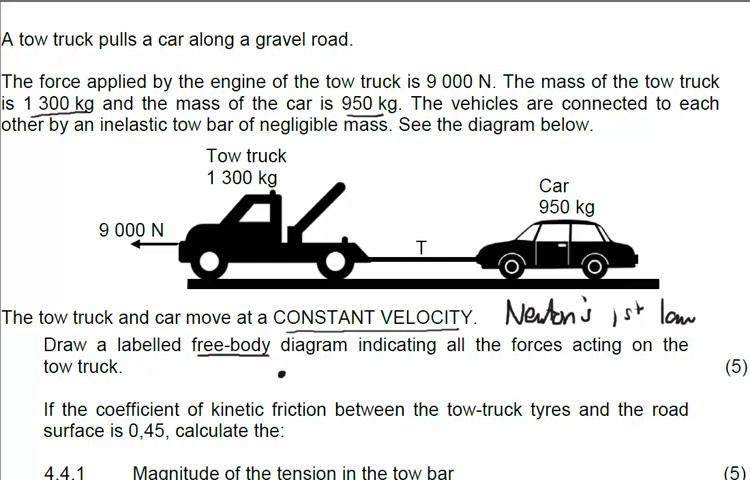 A tow truck pulls a car along a gravel road.
The force applied by the engine of the tow truck is 9 000 N. The mass of the tow truck
is 1 300 kg and the mass of the car is 950 kg. The vehicles are connected to each
other by an inelastic tow bar of negligible mass. See the diagram below.
Tow truck
1 300 kg
Car
950 kg
9 000 N
T
The tow truck and car move at a CONSTANT VELOCITY. Newton's 1st law
Draw a labelled free-body diagram indicating all the forces acting on the
tow truck. (5)
If the coefficient of kinetic friction between the tow-truck tyres and the road
surface is 0,45, calculate the:
4.4.1 Magnitude of the tension in the tow bar (5)